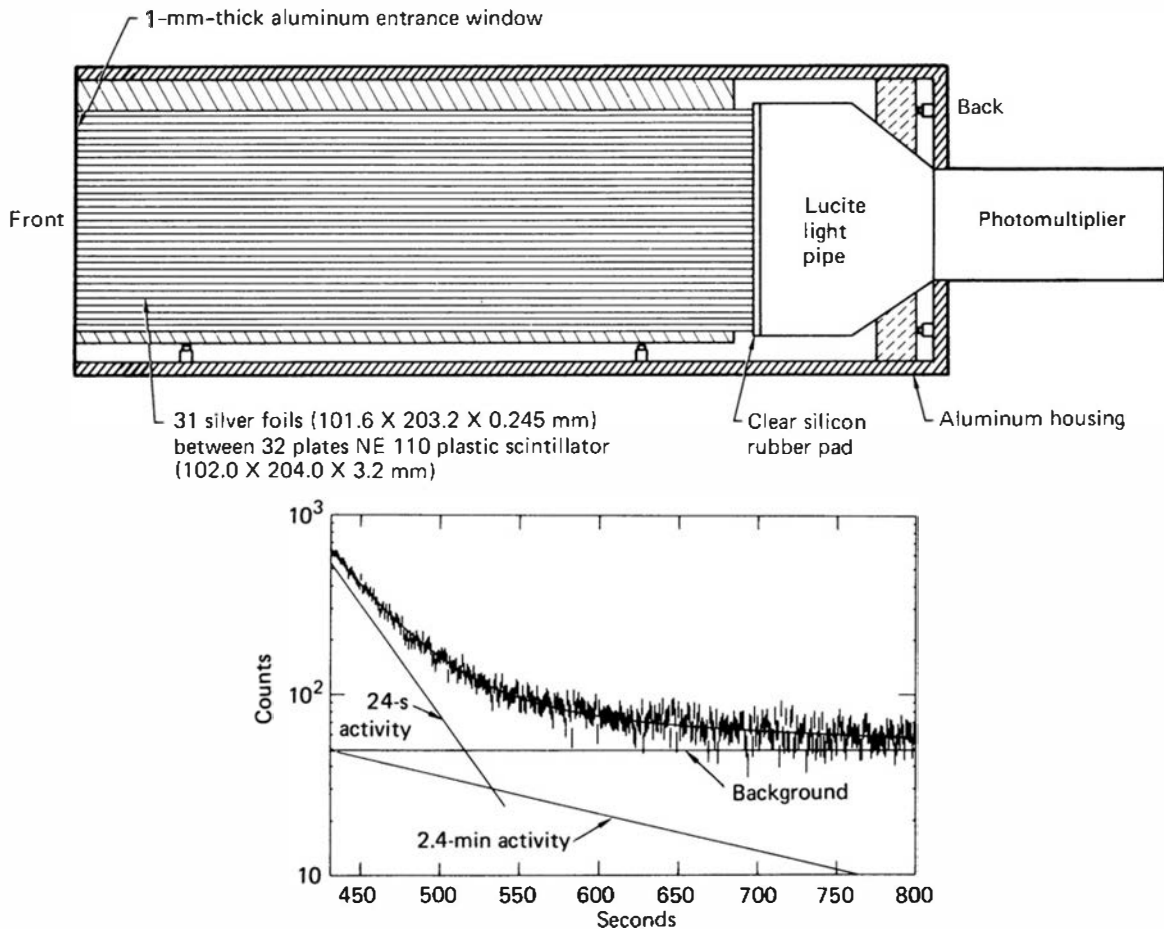 1-mm-thick aluminum entrance window
Back
Front
Lucite
light
pipe
Photomultiplier
31 silver foils (101.6 X 203.2 X 0.245 mm)
between 32 plates NE 110 plastic scintillator
(102.0 X 204.0 X 3.2 mm)
Clear silicon
rubber pad
Aluminum housing
10³
10²
10
Counts
24-s
activity
Background
2.4-min activity
450 500 550 600 650 700 750 800
Seconds